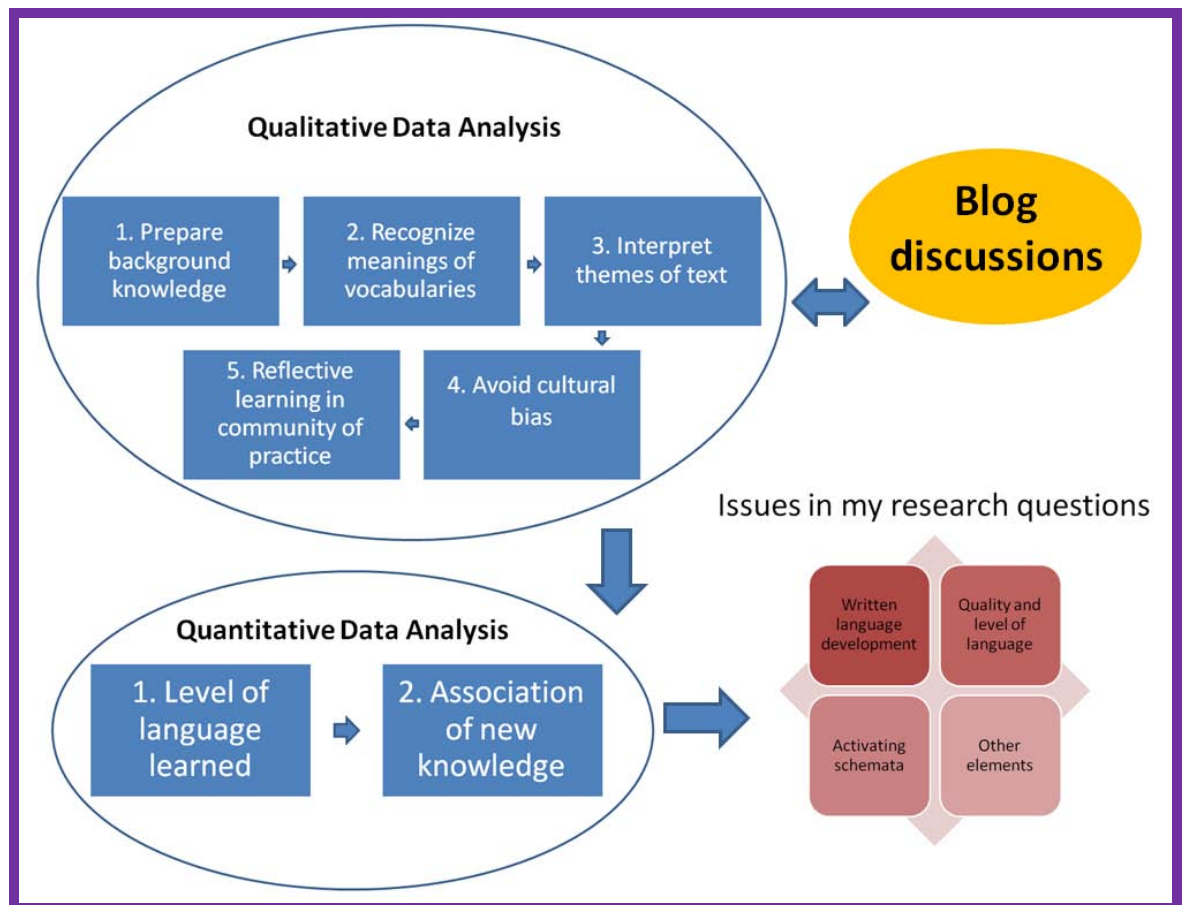 Qualitative Data Analysis
1. Prepare
background
knowledge
2. Recognize
meanings of
vocabularies
3. Interpret
themes of text
4. Avoid cultural
bias
5. Reflective
learning in
community of
practice
Blog
discussions
Quantitative Data Analysis
1. Level of
language
learned
2. Association
of new
knowledge
Issues in my research questions
Written
language
development
Quality and
level of
language
Activating
schemata
Other
elements